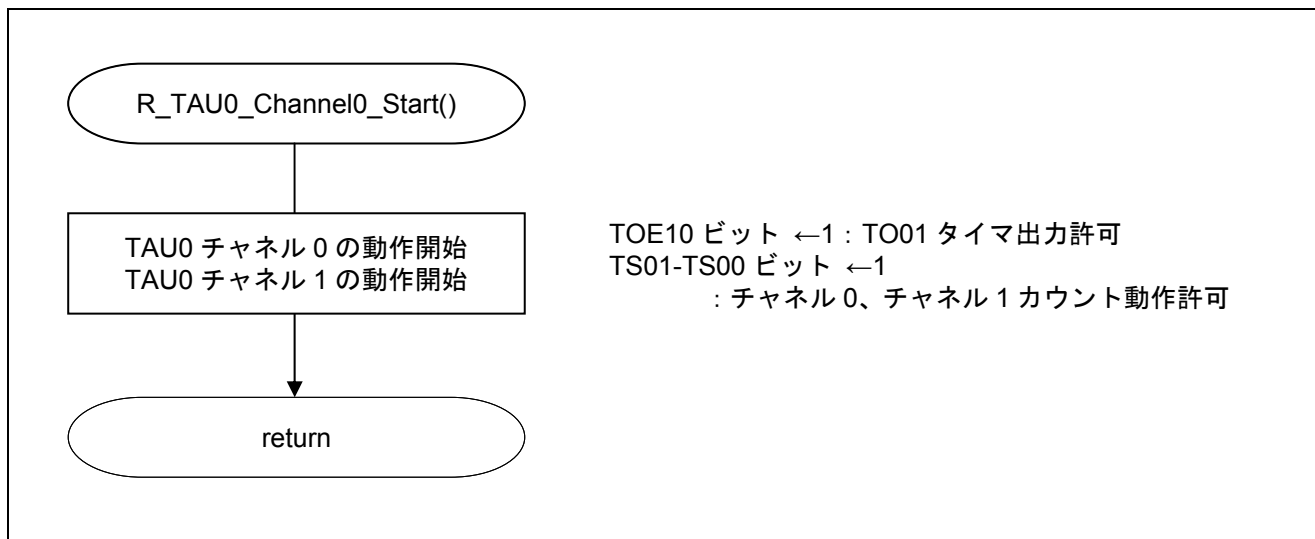 R_TAU0_Channel0_Start()
TAU0 チャネル 0 の動作開始
TAU0 チャネル 1 の動作開始
TOE10 ビット ←1：TO01 タイマ出力許可
TS01-TS00 ビット ←1
：チャネル 0、チャネル 1 カウント動作許可
return